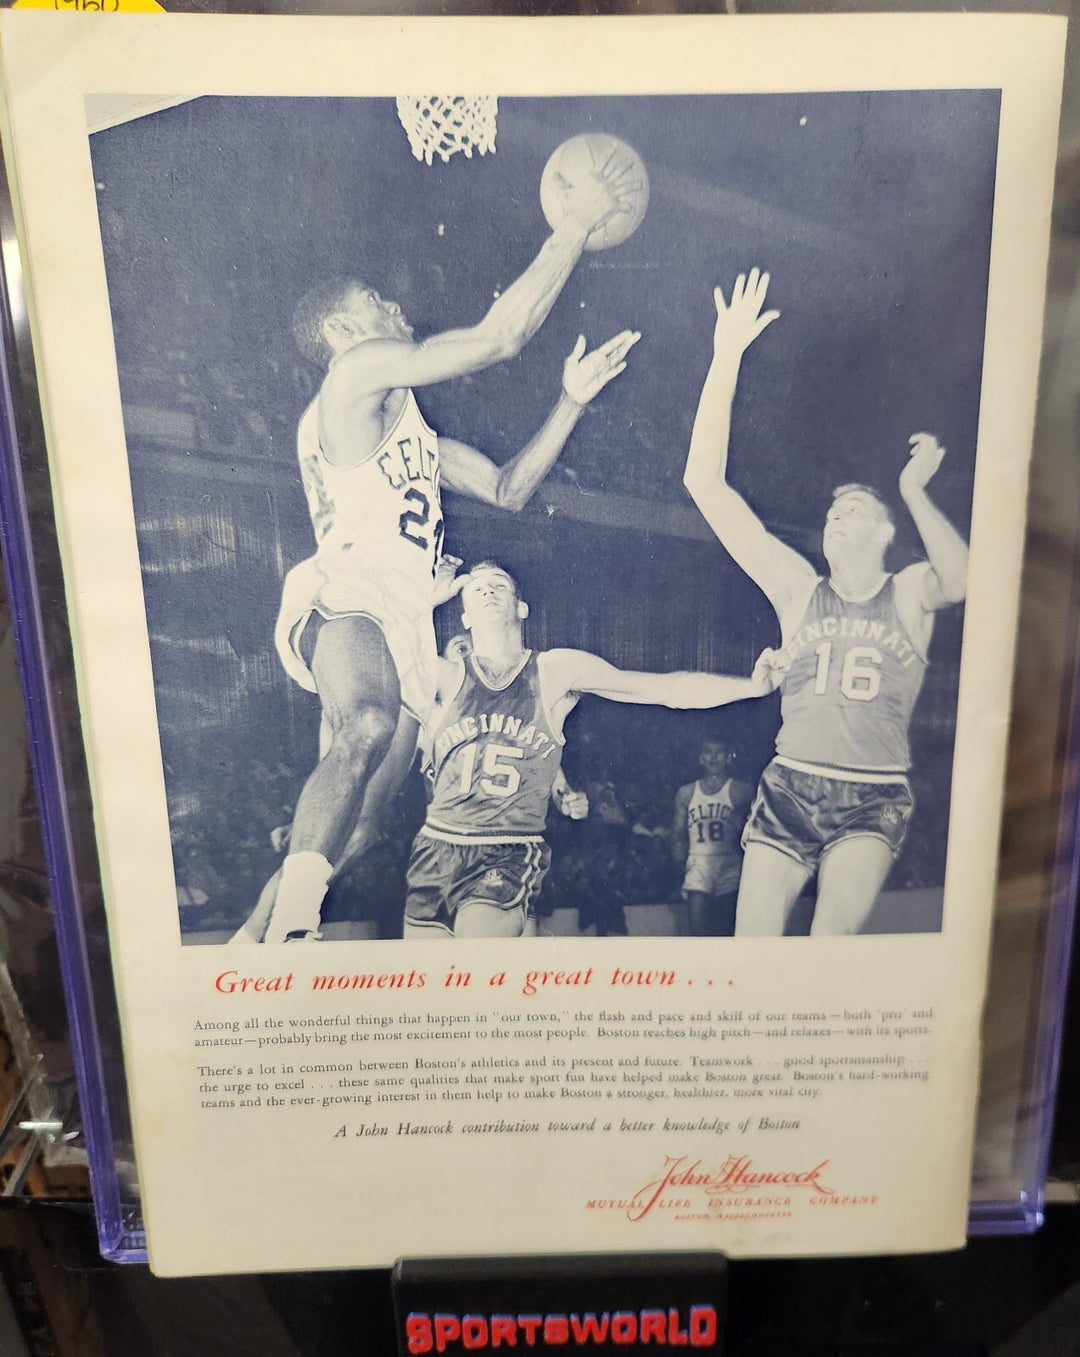 1960
CELT
2
CINCINNATI
16
CINCINNATI
15
CELTIC
18
Great moments in a great town . . .
Among all the wonderful things that happen in "our town," the flash and pace and skill of our teams—both "pro" and
amateur—probably bring the most excitement to the most people. Boston reaches high pitch—and relaxes—with its sports.
There's a lot in common between Boston's athletics and its present and future. Teamwork . . . good sportsmanship . . .
the urge to excel . . . these same qualities that make sport fun have helped make Boston great. Boston's hard-working
teams and the ever-growing interest in them help to make Boston a stronger, healthier, more vital city.
A John Hancock contribution toward a better knowledge of Boston
John Hancock
MUTUAL LIFE INSURANCE COMPANY
BOSTON, MASSACHUSETTS
SPORTSWORLD